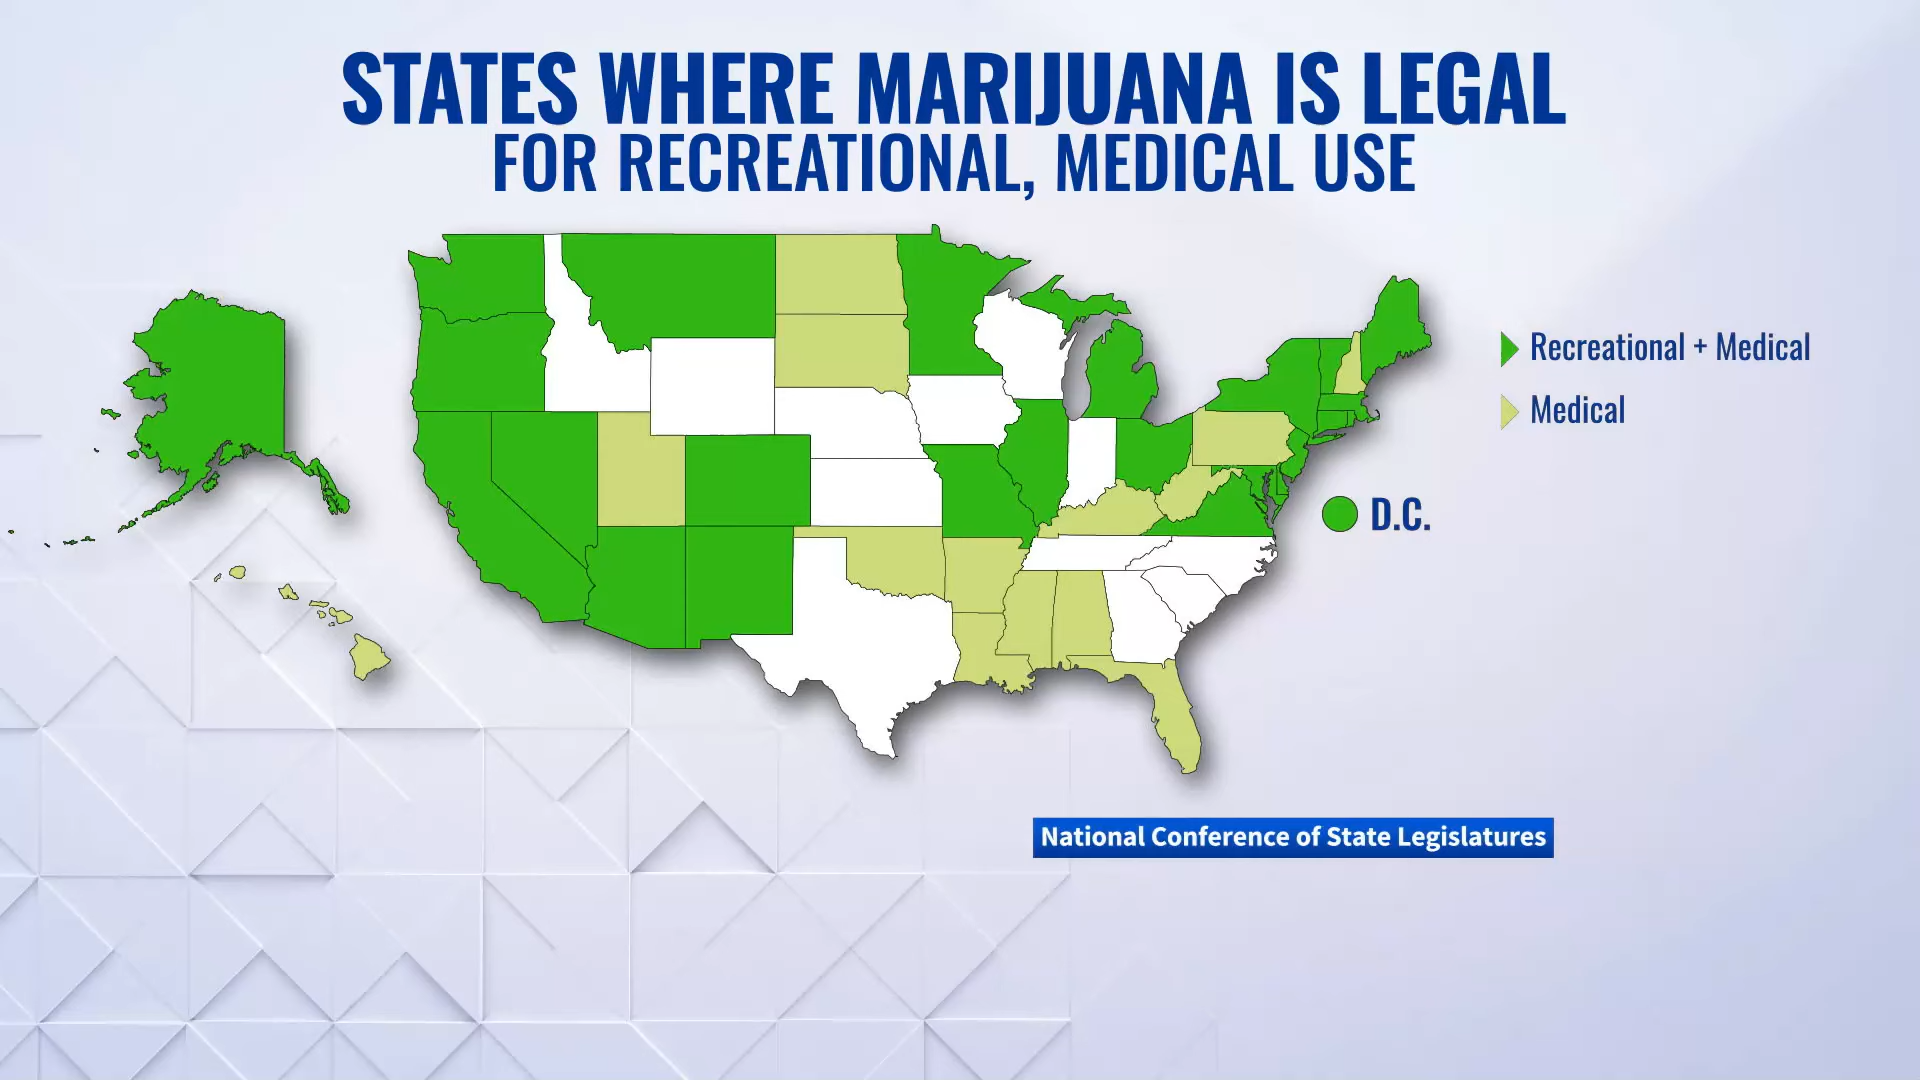 STATES WHERE MARIJUANA IS LEGAL
FOR RECREATIONAL, MEDICAL USE
Recreational + Medical
Medical
D.C.
National Conference of State Legislatures